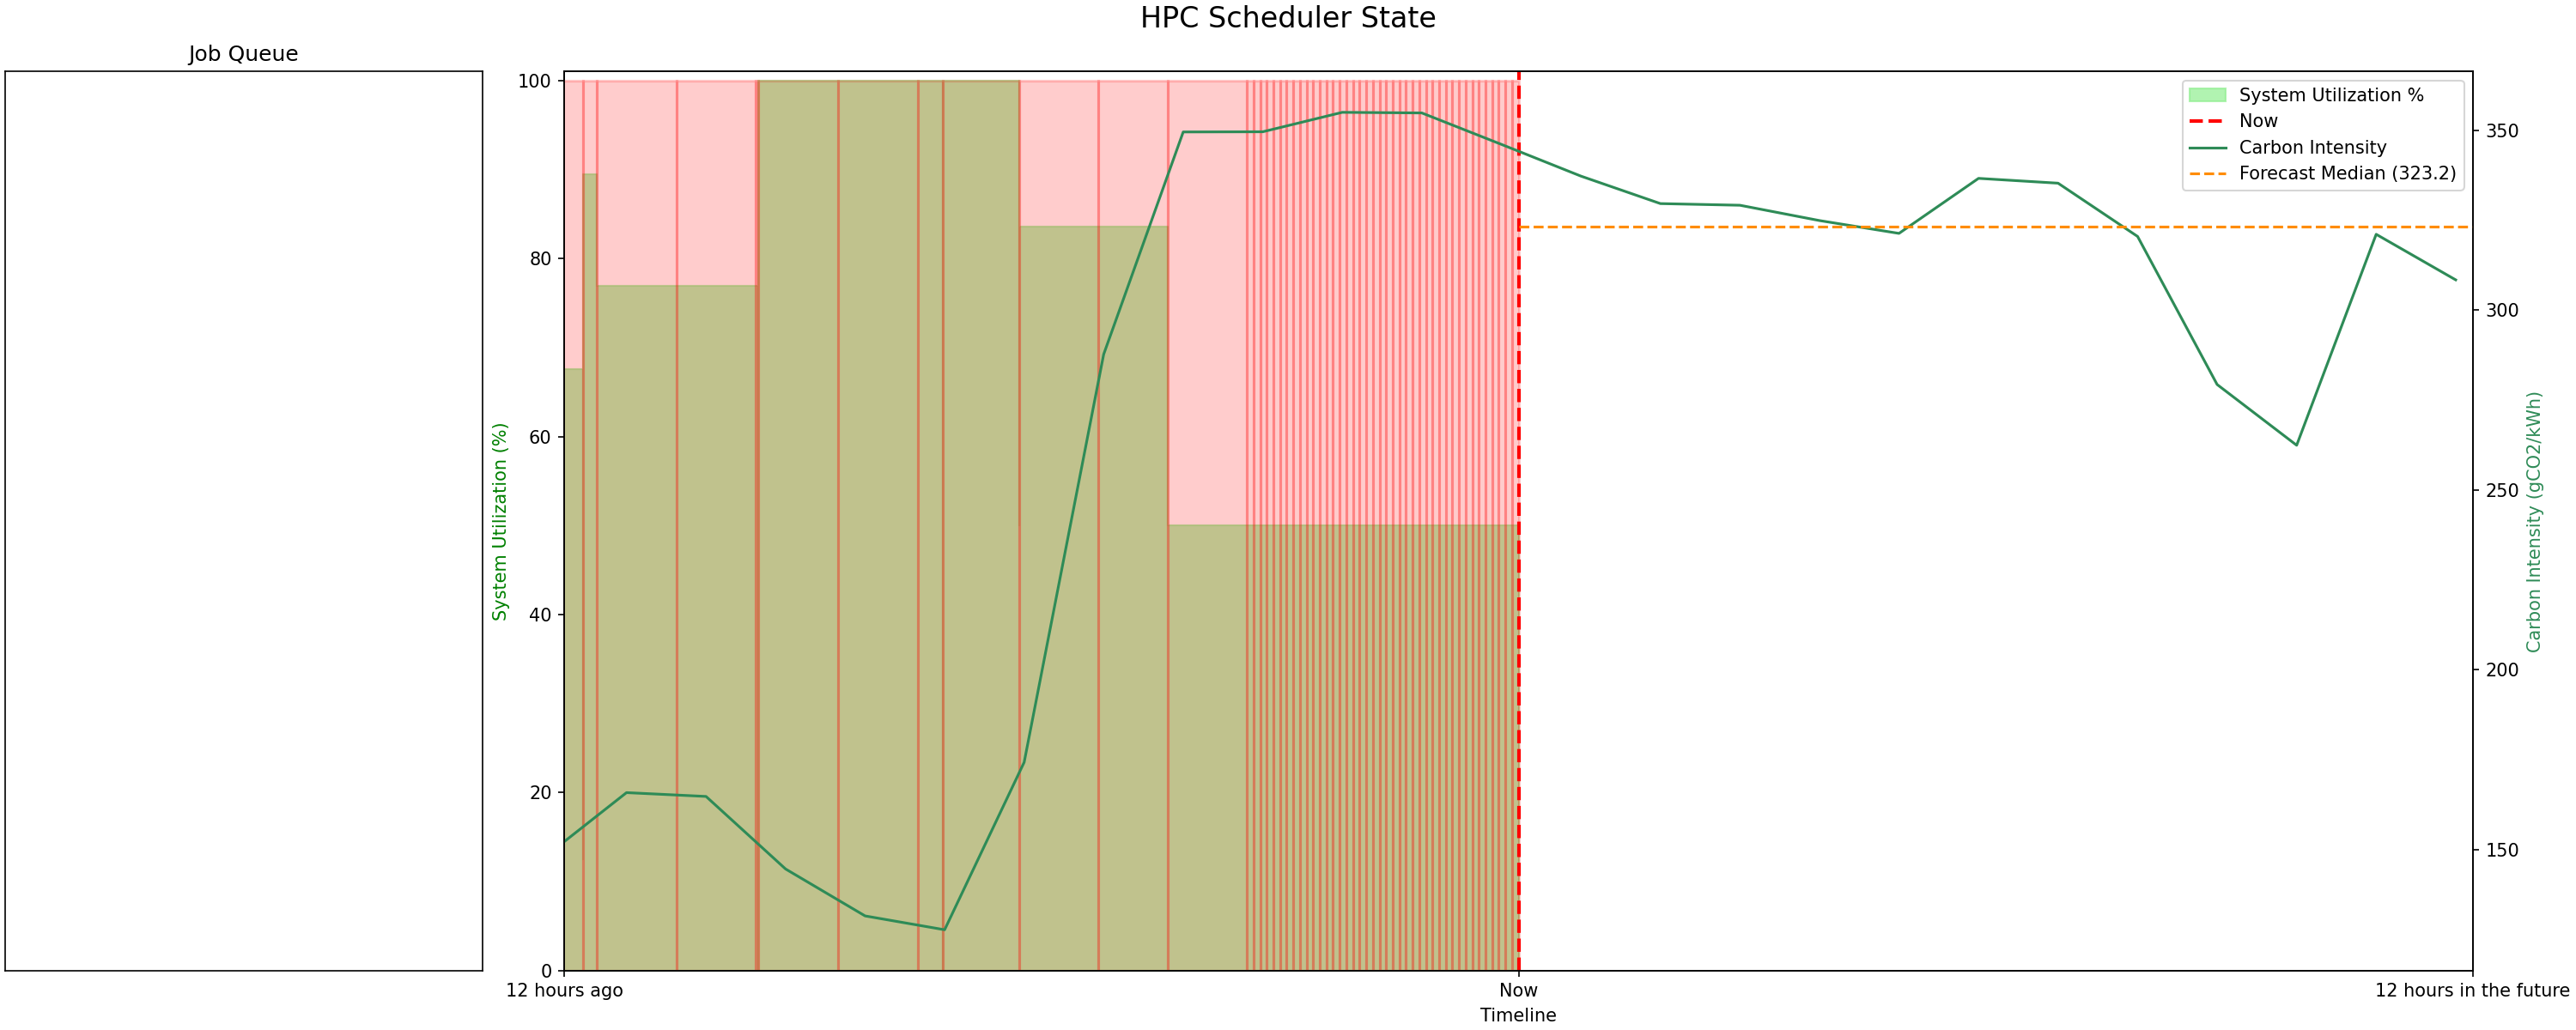 HPC Scheduler State
Job Queue
System Utilization (%)
100
80
60
40
20
0
System Utilization %
Now
Carbon Intensity
Forecast Median (323.2)
350
300
250
200
150
Carbon Intensity (gCO2/kWh)
12 hours ago
Now
12 hours in the future
Timeline